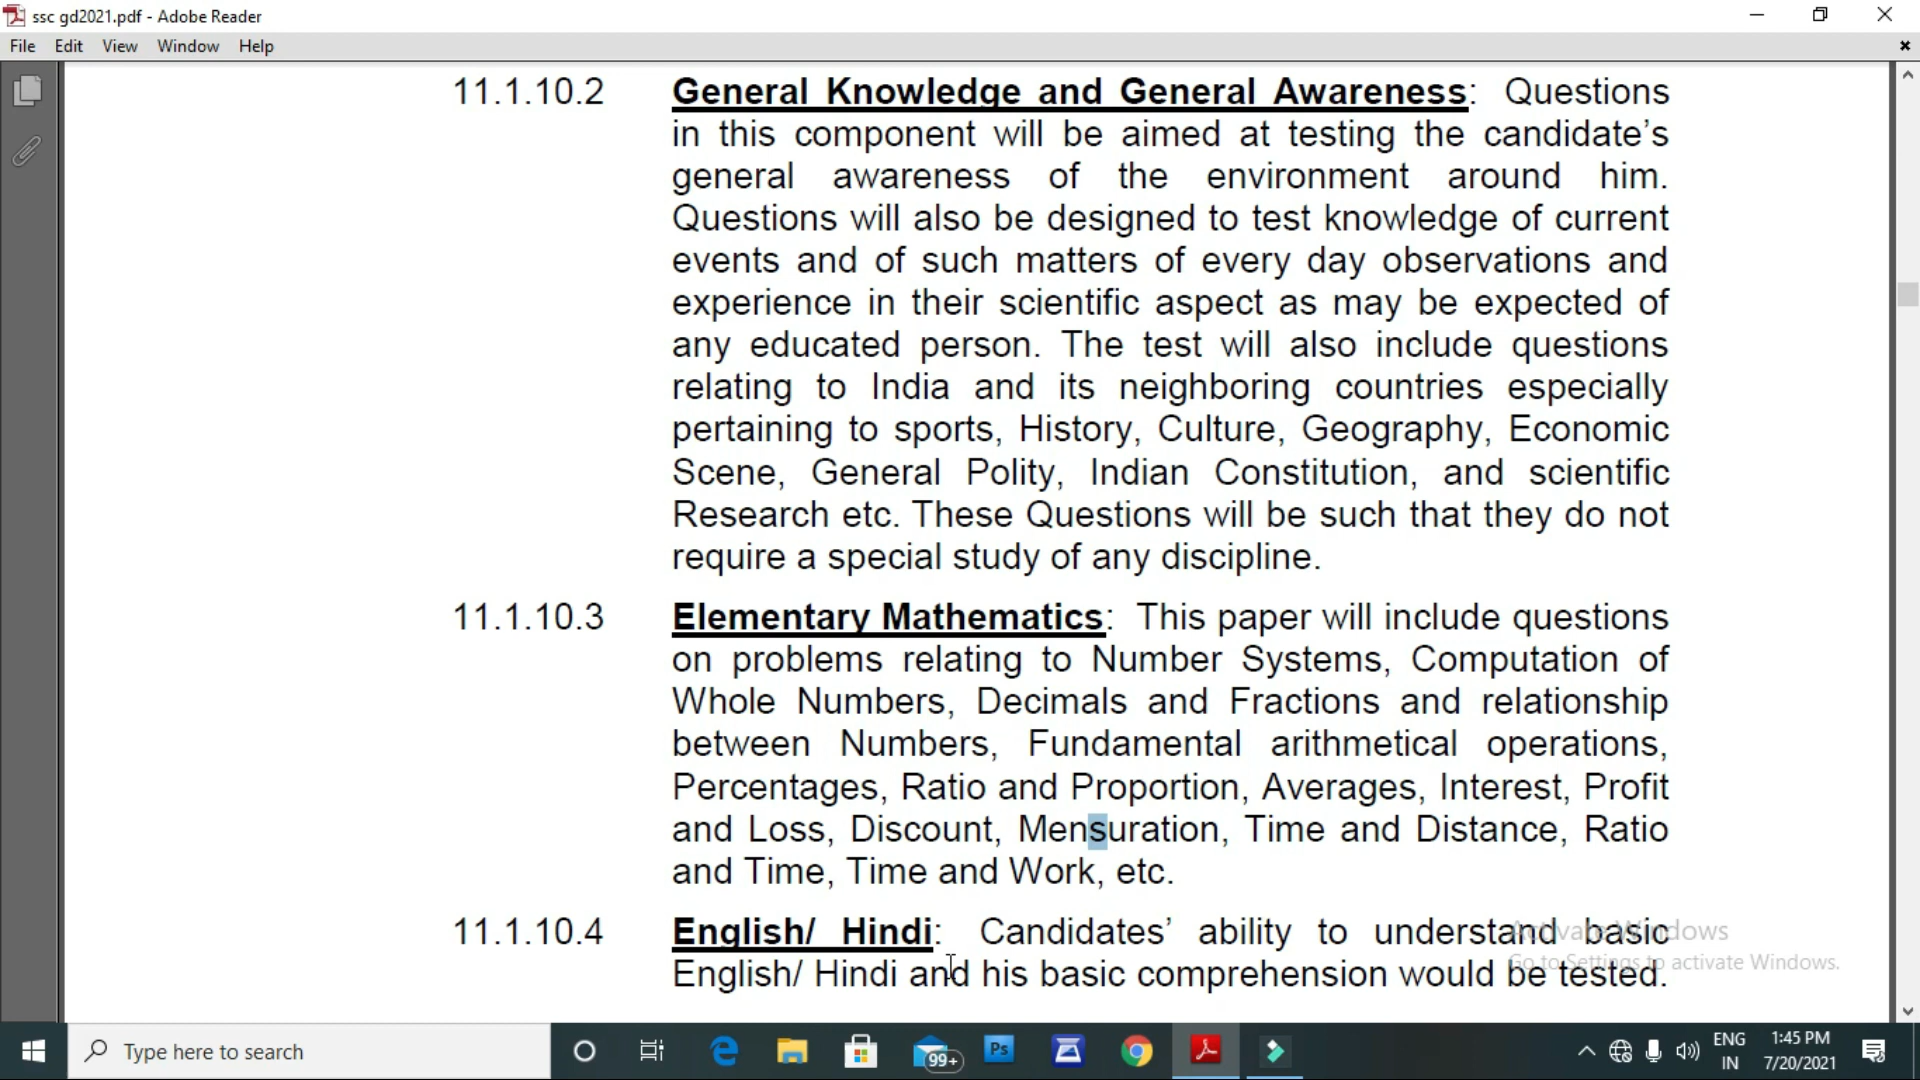 ssc gd2021.pdf - Adobe Reader
File Edit View Window Help
11.1.10.2 General Knowledge and General Awareness: Questions
in this component will be aimed at testing the candidate’s
general awareness of the environment around him.
Questions will also be designed to test knowledge of current
events and of such matters of every day observations and
experience in their scientific aspect as may be expected of
any educated person. The test will also include questions
relating to India and its neighboring countries especially
pertaining to sports, History, Culture, Geography, Economic
Scene, General Polity, Indian Constitution, and scientific
Research etc. These Questions will be such that they do not
require a special study of any discipline.
11.1.10.3 Elementary Mathematics: This paper will include questions
on problems relating to Number Systems, Computation of
Whole Numbers, Decimals and Fractions and relationship
between Numbers, Fundamental arithmetical operations,
Percentages, Ratio and Proportion, Averages, Interest, Profit
and Loss, Discount, Mensuration, Time and Distance, Ratio
and Time, Time and Work, etc.
11.1.10.4 English/ Hindi: Candidates’ ability to understand basic
English/ Hindi and his basic comprehension would be tested.
Activate Windows
Go to Settings to activate Windows.
Type here to search
99+
Ps
ENG
IN
1:45 PM
7/20/2021